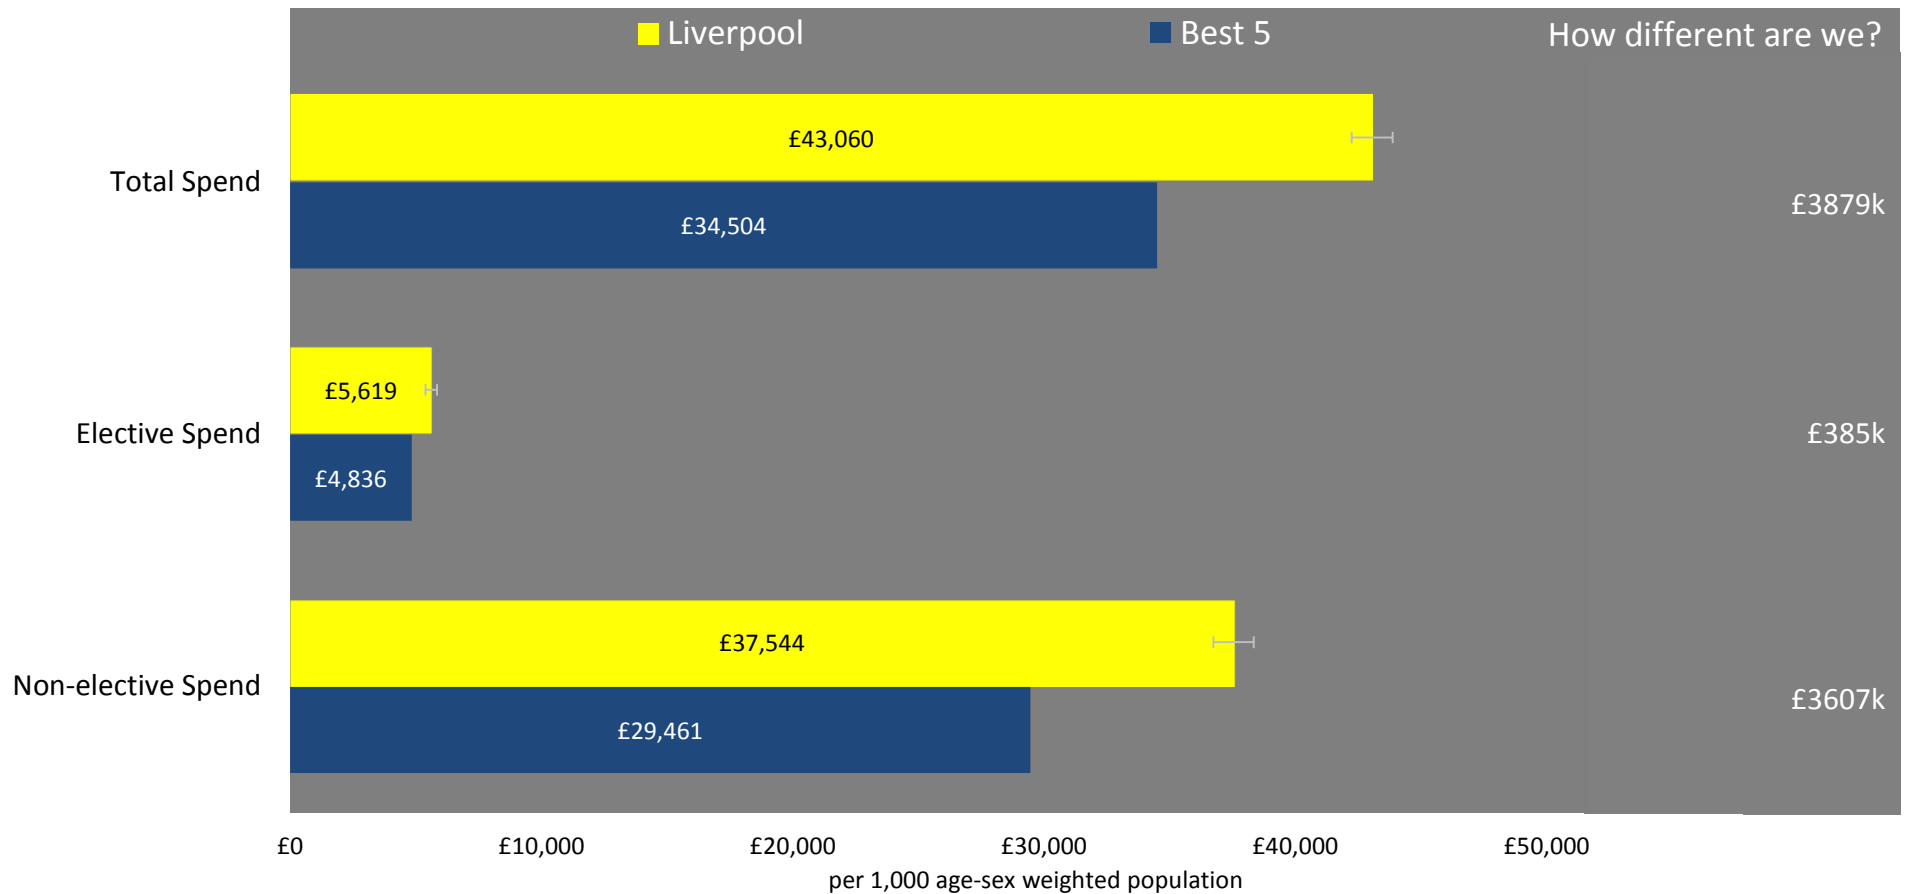 Liverpool
Best 5
How different are we?
Total Spend
£43,060
£34,504
£3879k
Elective Spend
£5,619
£4,836
£385k
Non-elective Spend
£37,544
£29,461
£3607k
£0 £10,000 £20,000 £30,000 £40,000 £50,000
per 1,000 age-sex weighted population